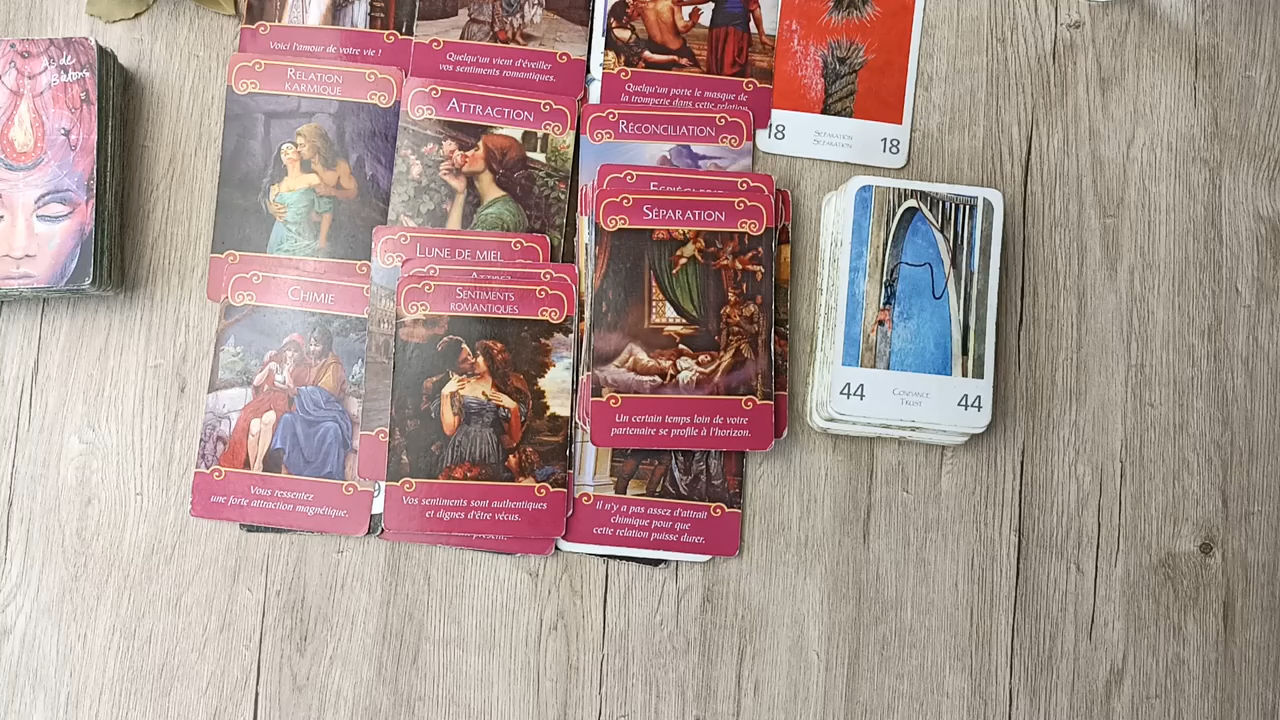 As de
Bâtons
Voici l'amour de votre vie !
Quelqu'un vient d'éveiller
vos sentiments romantiques.
Quelqu'un porte le masque de
la tromperie dans cette relation
SÉPARATION
SÉPARATION
18
18
RELATION
KARMIQUE
ATTRACTION
RÉCONCILIATION
SÉPARATION
Un certain temps loin de votre
partenaire se profile à l'horizon.
LUNE DE MIEL
CHIMIE
Vous ressentez
une forte attraction magnétique.
SENTIMENTS
ROMANTIQUES
Vos sentiments sont authentiques
et dignes d'être vécus.
Il n'y a pas assez d'attrait
chimique pour que
cette relation puisse durer.
44
CONFIANCE
TRUST
44